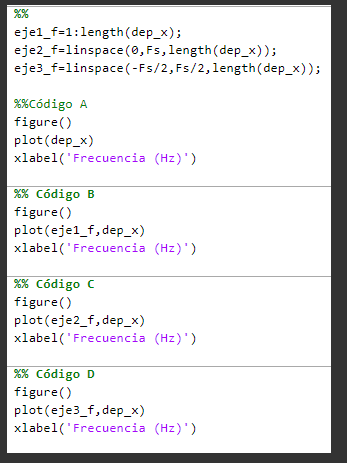 %%
eje1_f=1:length(dep_x);
eje2_f=linspace(0,Fs,length(dep_x));
eje3_f=linspace(-Fs/2,Fs/2,length(dep_x));
%%Código A
figure()
plot(dep_x)
xlabel('Frecuencia (Hz)')
%% Código B
figure()
plot(eje1_f,dep_x)
xlabel('Frecuencia (Hz)')
%% Código C
figure()
plot(eje2_f,dep_x)
xlabel('Frecuencia (Hz)')
%% Código D
figure()
plot(eje3_f,dep_x)
xlabel('Frecuencia (Hz)')